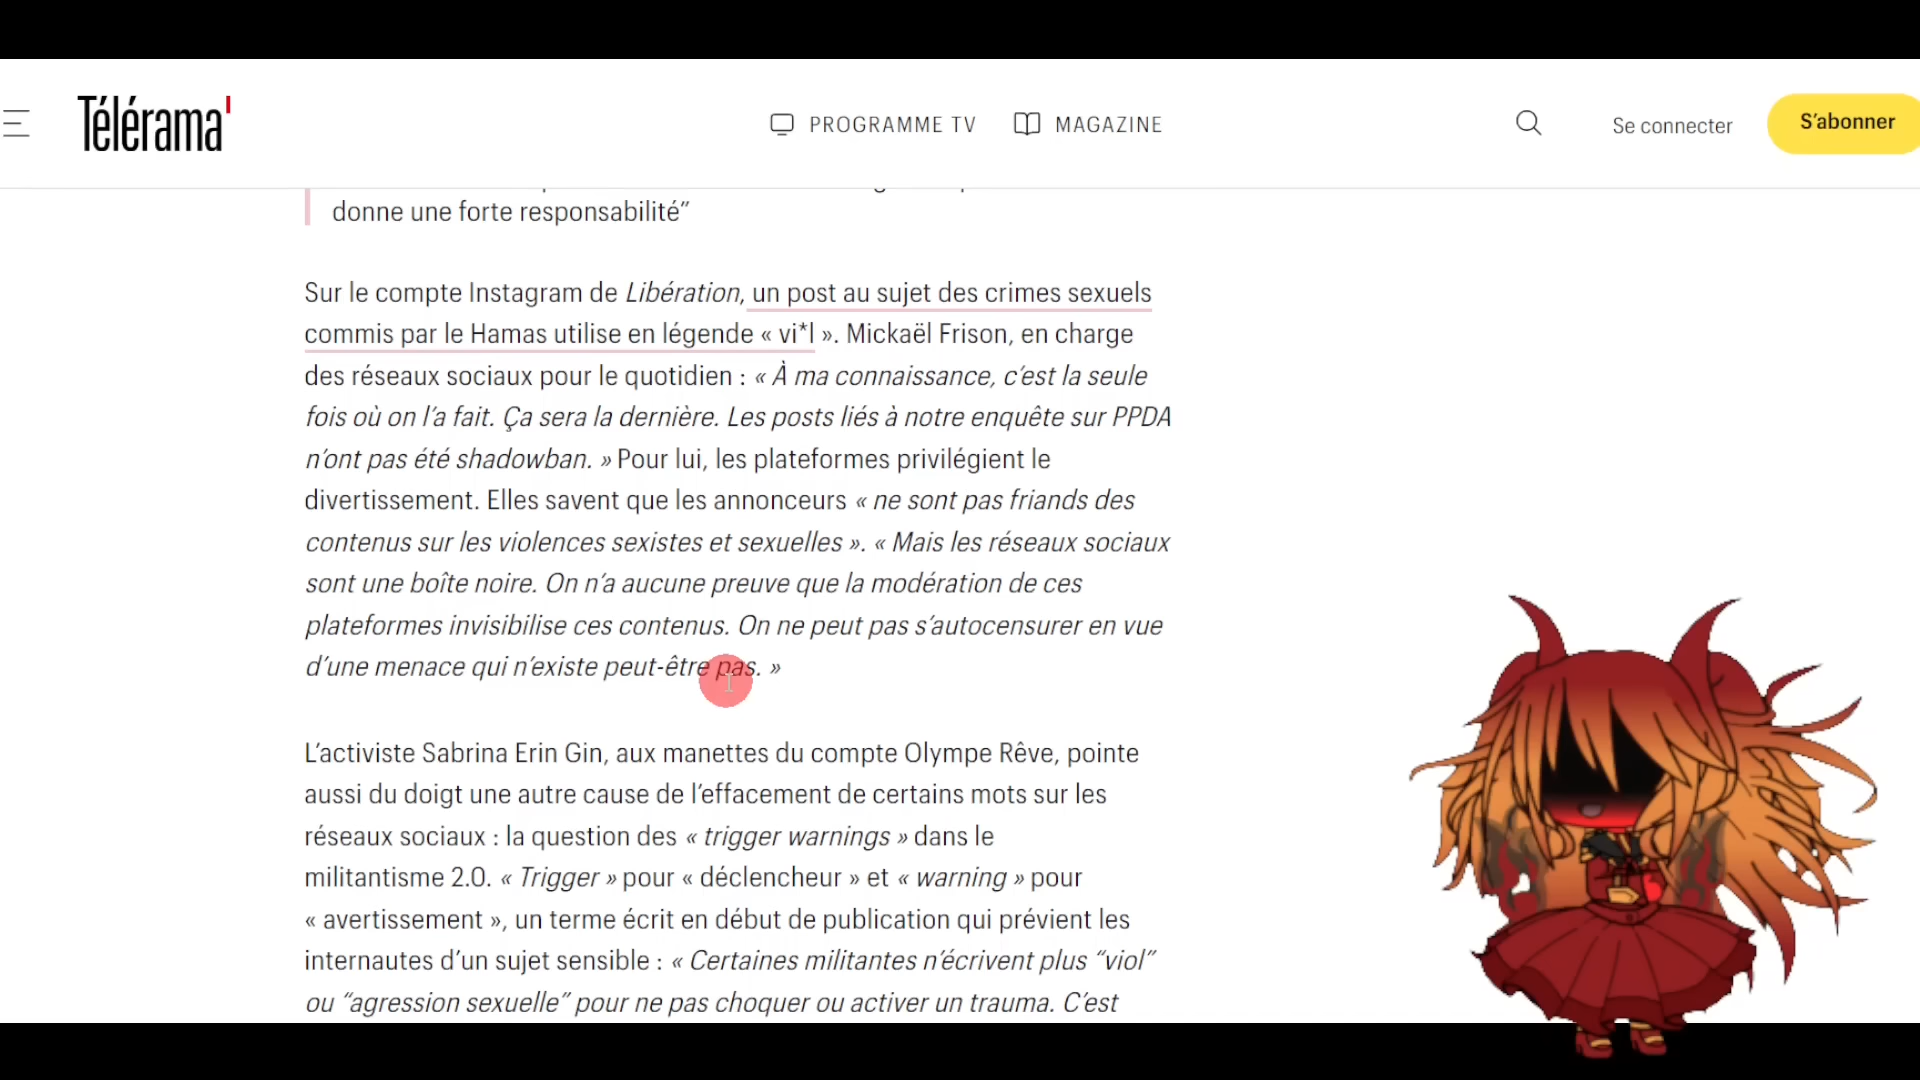 Télérama'
PROGRAMME TV
MAGAZINE
Se connecter
S'abonner
donne une forte responsabilité”
Sur le compte Instagram de Libération, un post au sujet des crimes sexuels
commis par le Hamas utilise en légende « vi*l ». Mickaël Frison, en charge
des réseaux sociaux pour le quotidien : « À ma connaissance, c’est la seule
fois où on l’a fait. Ça sera la dernière. Les posts liés à notre enquête sur PPDA
n’ont pas été shadowban. » Pour lui, les plateformes privilégient le
divertissement. Elles savent que les annonceurs « ne sont pas friands des
contenus sur les violences sexistes et sexuelles ». « Mais les réseaux sociaux
sont une boîte noire. On n’a aucune preuve que la modération de ces
plateformes invisibilise ces contenus. On ne peut pas s’autocensurer en vue
d’une menace qui n’existe peut-être pas. »
L’activiste Sabrina Erin Gin, aux manettes du compte Olympe Rêve, pointe
aussi du doigt une autre cause de l’effacement de certains mots sur les
réseaux sociaux : la question des « trigger warnings » dans le
militantisme 2.0. « Trigger » pour « déclencheur » et « warning » pour
« avertissement », un terme écrit en début de publication qui prévient les
internautes d’un sujet sensible : « Certaines militantes n’écrivent plus “viol”
ou “agression sexuelle” pour ne pas choquer ou activer un trauma. C’est